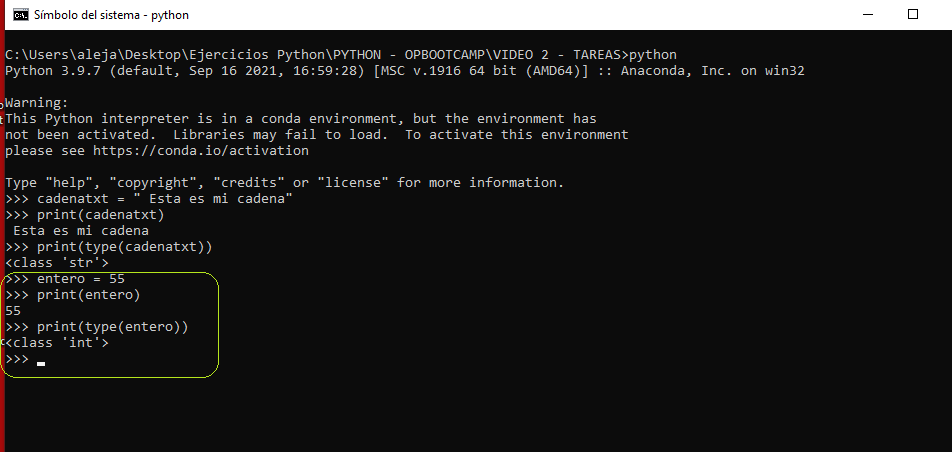 Símbolo del sistema - python
C:\Users\aleja\Desktop\Ejercicios Python\PYTHON - OPBOOTCAMP\VIDEO 2 - TAREAS>python
Python 3.9.7 (default, Sep 16 2021, 16:59:28) [MSC v.1916 64 bit (AMD64)] :: Anaconda, Inc. on win32
Warning:
This Python interpreter is in a conda environment, but the environment has
not been activated.  Libraries may fail to load.  To activate this environment
please see https://conda.io/activation
Type "help", "copyright", "credits" or "license" for more information.
>>> cadenatxt = " Esta es mi cadena"
>>> print(cadenatxt)
 Esta es mi cadena
>>> print(type(cadenatxt))
<class 'str'>
>>> entero = 55
>>> print(entero)
55
>>> print(type(entero))
<class 'int'>
>>>